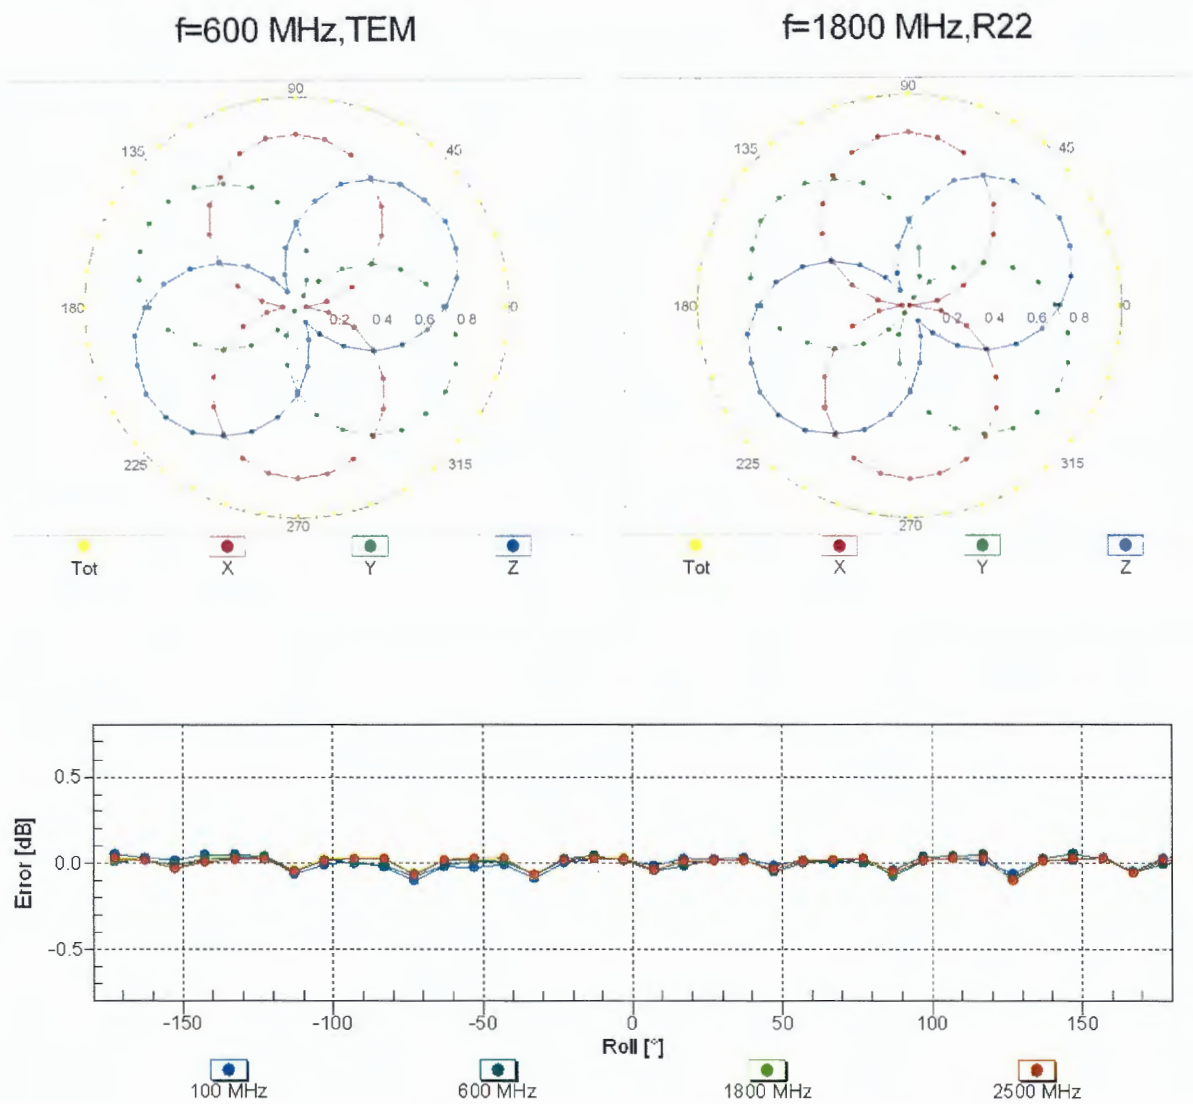 f=600 MHz,TEM
f=1800 MHz,R22
90
90
135
45
135
45
180
0.2
0.4
0.6
0.8
0
180
0.2
0.4
0.6
0.8
0
225
315
225
315
270
270
Tot
X
Y
Z
Tot
X
Y
Z
0.5
0.0
-0.5
Error [dB]
-150
-100
-50
0
50
100
150
Roll [°]
100 MHz
600 MHz
1800 MHz
2500 MHz